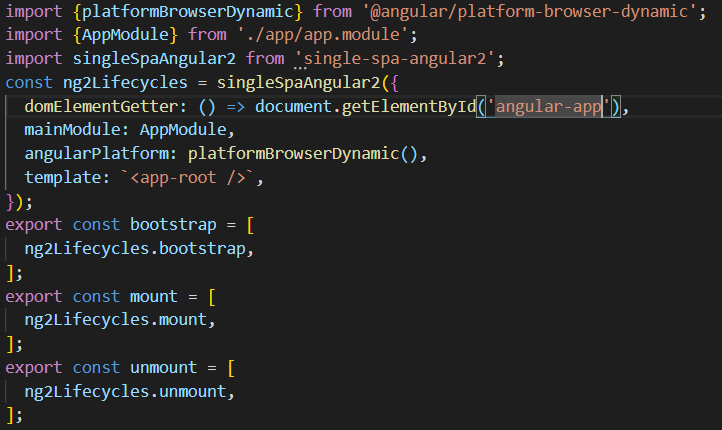 import {platformBrowserDynamic} from '@angular/platform-browser-dynamic';
import {AppModule} from './app/app.module';
import singleSpaAngular2 from 'single-spa-angular2';
const ng2Lifecycles = singleSpaAngular2({
  domElementGetter: () => document.getElementById('angular-app'),
  mainModule: AppModule,
  angularPlatform: platformBrowserDynamic(),
  template: `<app-root />`,
});
export const bootstrap = [
  ng2Lifecycles.bootstrap,
];
export const mount = [
  ng2Lifecycles.mount,
];
export const unmount = [
  ng2Lifecycles.unmount,
];